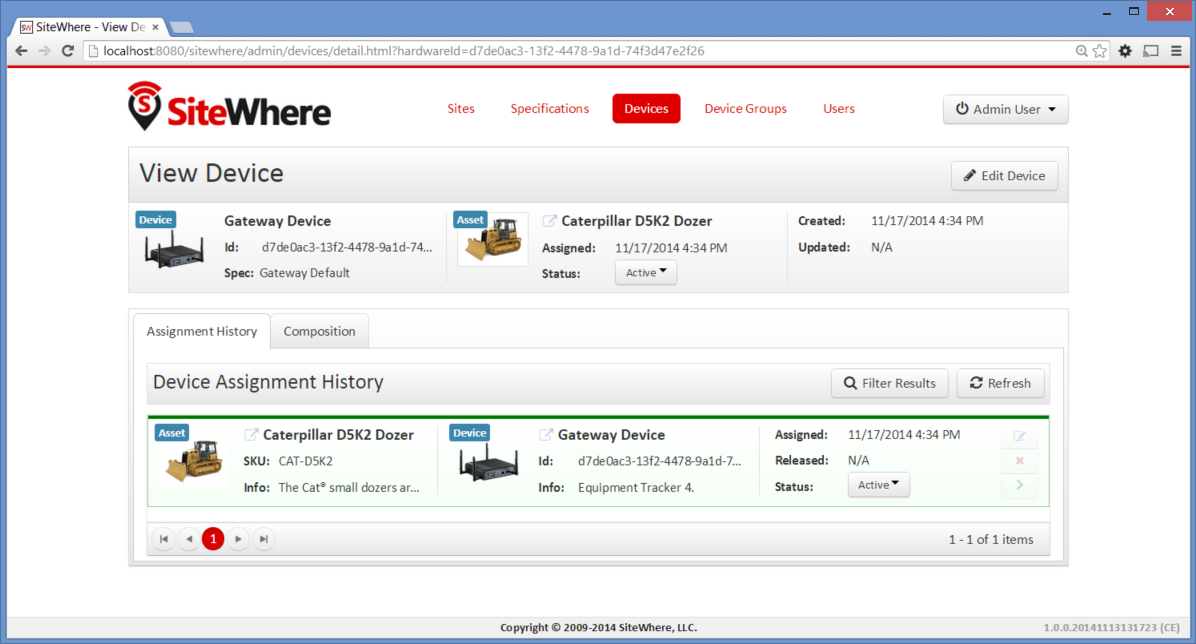 SiteWhere - View De
localhost:8080/sitewhere/admin/devices/detail.html?hardwareId=d7de0ac3-13f2-4478-9a1d-74f3d47e2f26
SiteWhere Sites Specifications Devices Device Groups Users Admin User
View Device Edit Device
Device Gateway Device Asset Caterpillar D5K2 Dozer Created: 11/17/2014 4:34 PM
Id: d7de0ac3-13f2-4478-9a1d-74... Assigned: 11/17/2014 4:34 PM Updated: N/A
Spec: Gateway Default Status: Active
Assignment History Composition
Device Assignment History Filter Results Refresh
Asset Caterpillar D5K2 Dozer Device Gateway Device Assigned: 11/17/2014 4:34 PM
SKU: CAT-D5K2 Id: d7de0ac3-13f2-4478-9a1d-7... Released: N/A
Info: The Cat® small dozers ar... Info: Equipment Tracker 4. Status: Active
1 1 - 1 of 1 items
Copyright © 2009-2014 SiteWhere, LLC. 1.0.0.20141113131723 (CE)